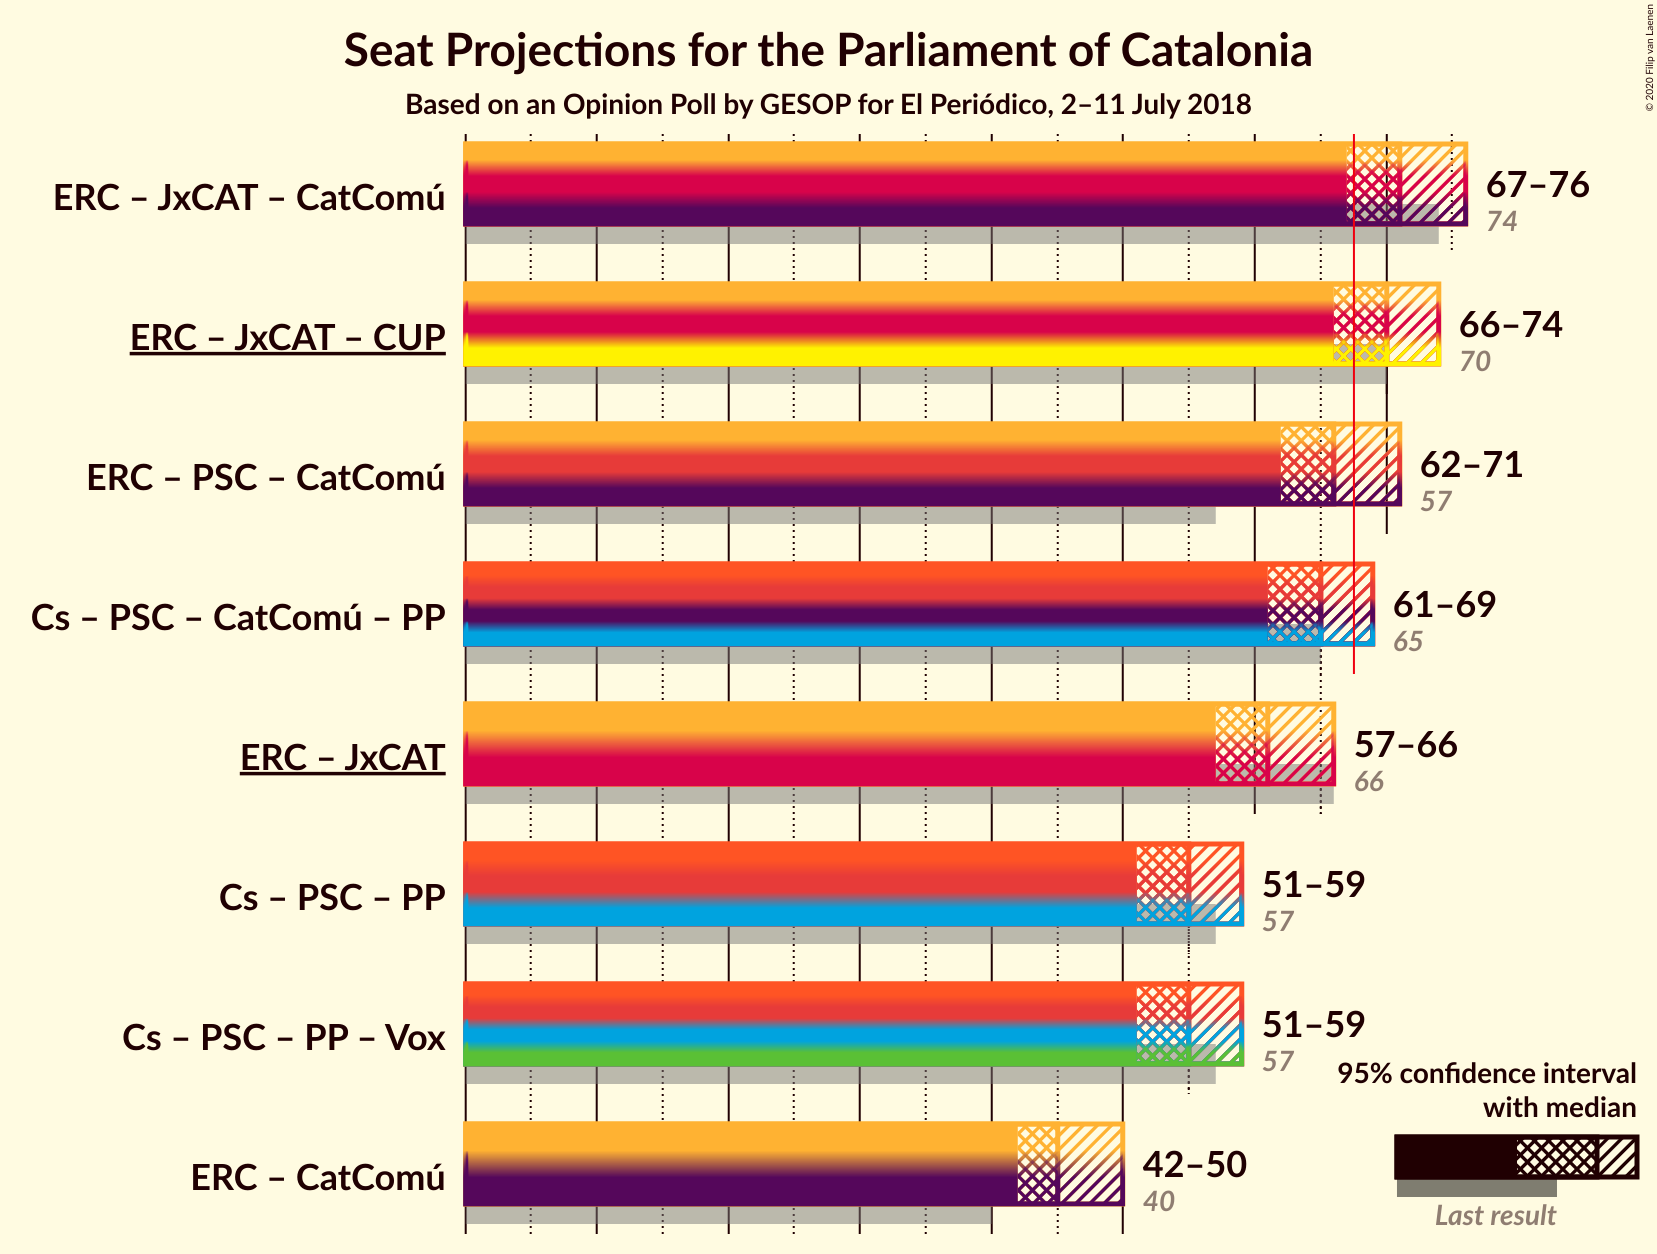 Seat Projections for the Parliament of Catalonia
Based on an Opinion Poll by GESOP for El Periódico, 2–11 July 2018
© 2020 Filip van Laenen
ERC – JxCAT – CatComú
67–76
74
ERC – JxCAT – CUP
66–74
70
ERC – PSC – CatComú
62–71
57
Cs – PSC – CatComú – PP
61–69
65
ERC – JxCAT
57–66
66
Cs – PSC – PP
51–59
57
Cs – PSC – PP – Vox
51–59
57
ERC – CatComú
42–50
40
95% confidence interval
with median
Last result